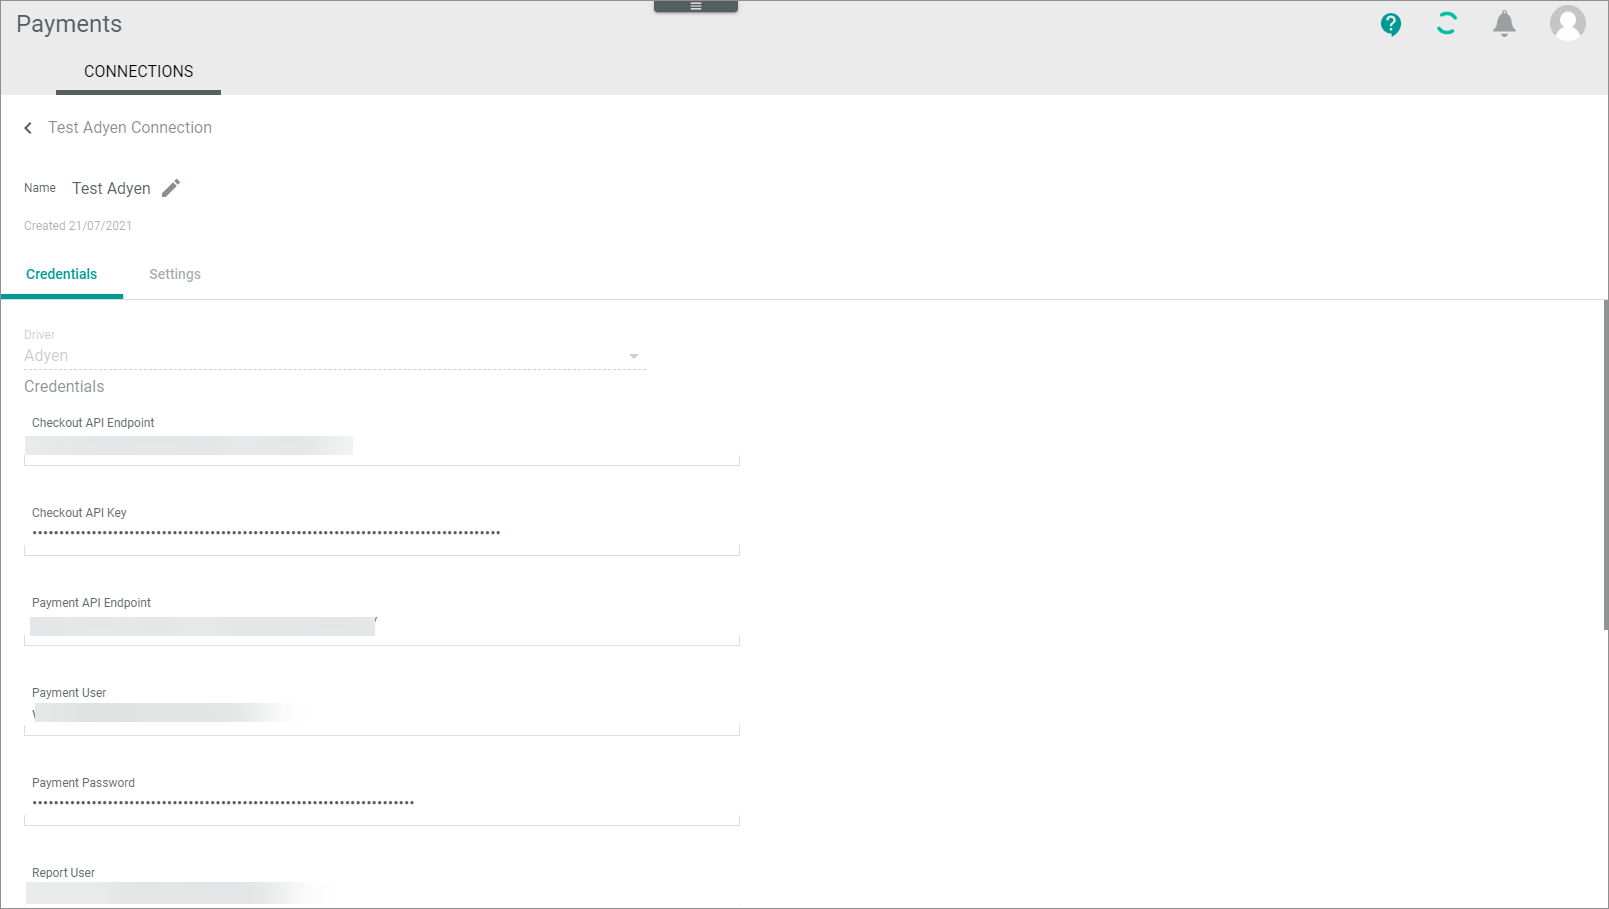 Payments
CONNECTIONS
Test Adyen Connection
Name Test Adyen
Created 21/07/2021
Credentials Settings
Driver
Adyen
Credentials
Checkout API Endpoint
Checkout API Key
••••••••••••••••••••••••••••••••••••••••••••••••••••••••••••••••••••••••••••••••••••••
Payment API Endpoint
Payment User
Payment Password
••••••••••••••••••••••••••••••••••••••••••••••••••••••••••••••••••••••
Report User